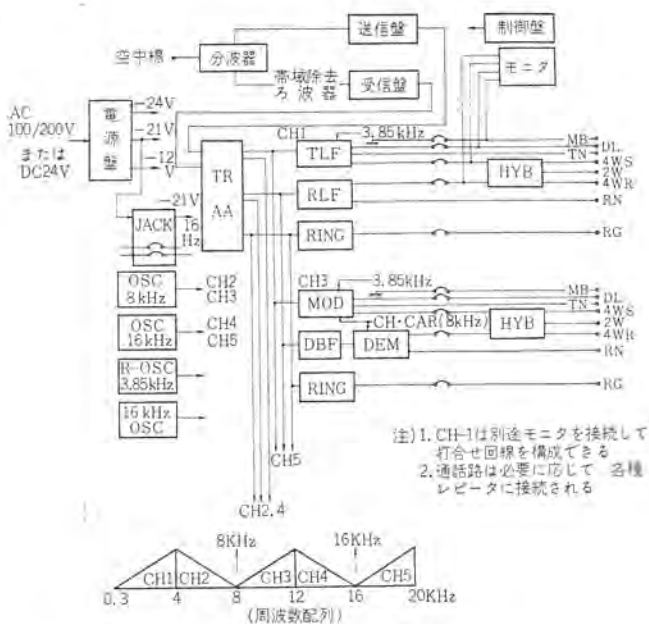 送信盤
制御盤
空中線
分波器
モニタ
帯域除去
ろ波器
受信盤
AC
100/200V
または
DC24V
電源盤
-24V
-21V
-12
V
CH1
3.85kHz
TLF
MB
DL
TN
4WS
HYB
2W
4WR
TR
AA
RLF
RN
-21V
JACK
16
Hz
RING
RG
OSC
8kHz
CH2
CH3
CH3
3.85kHz
MOD
MB
DL
TN
4WS
OSC
16kHz
CH4
CH5
CH・CAR(8kHz)
HYB
2W
4WR
DBF
DEM
RN
R-OSC
3.85kHz
RING
RG
16kHz
OSC
CH5
注)1. CH-1は別途モニタを接続して
打合せ回線を構成できる
2. 通話路は必要に応じて 各種
レピータに接続される
CH2.4
8KHz
16KHz
CH1
CH2
CH3
CH4
CH5
0.3
4
8
12
16
20KHz
(周波数配列)